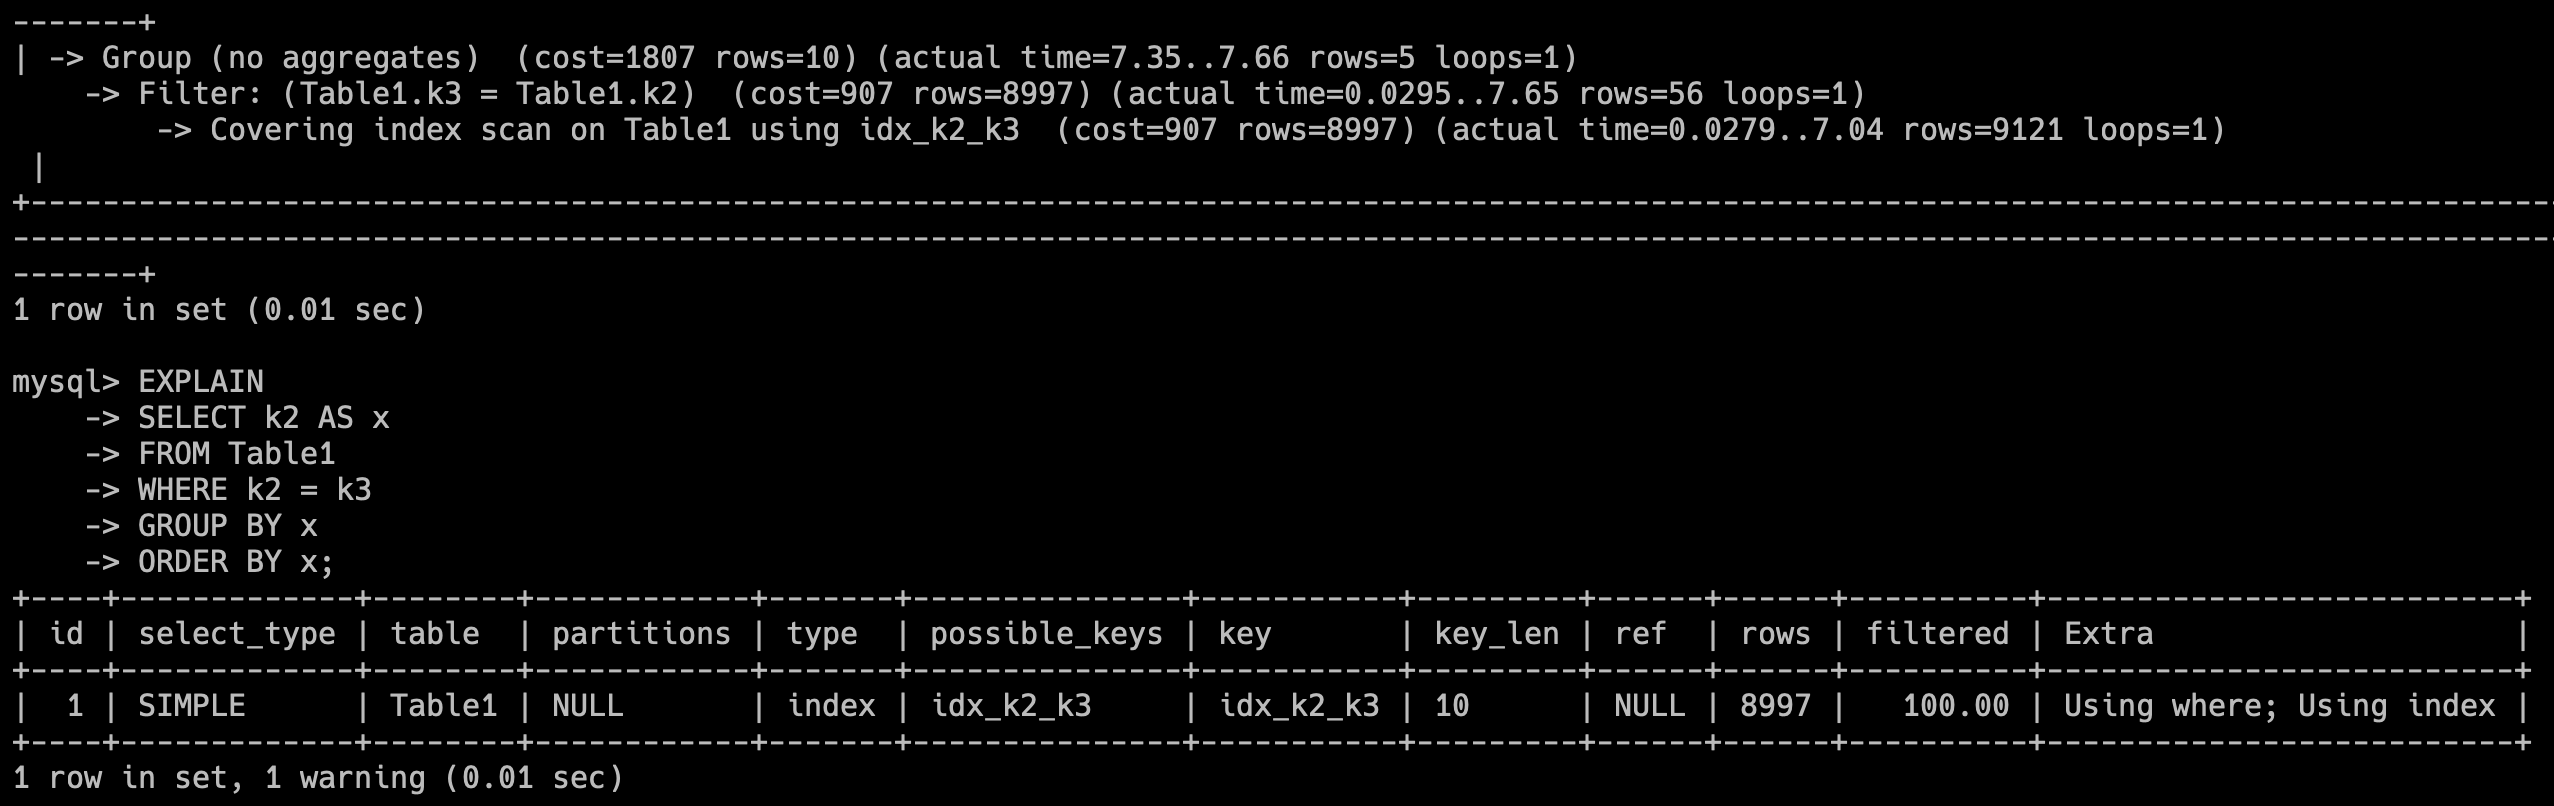 -------+
| -> Group (no aggregates)  (cost=1807 rows=10) (actual time=7.35..7.66 rows=5 loops=1)
    -> Filter: (Table1.k3 = Table1.k2)  (cost=907 rows=8997) (actual time=0.0295..7.65 rows=56 loops=1)
        -> Covering index scan on Table1 using idx_k2_k3  (cost=907 rows=8997) (actual time=0.0279..7.04 rows=9121 loops=1)
 |
+--------------------------------------------------------------------------------------------------------------------------------------------
---------------------------------------------------------------------------------------------------------------------------------------------
-------+
1 row in set (0.01 sec)

mysql> EXPLAIN
    -> SELECT k2 AS x
    -> FROM Table1
    -> WHERE k2 = k3
    -> GROUP BY x
    -> ORDER BY x;
+----+-------------+--------+------------+-------+---------------+-----------+---------+------+------+----------+--------------------------+
| id | select_type | table  | partitions | type  | possible_keys | key       | key_len | ref  | rows | filtered | Extra                    |
+----+-------------+--------+------------+-------+---------------+-----------+---------+------+------+----------+--------------------------+
|  1 | SIMPLE      | Table1 | NULL       | index | idx_k2_k3     | idx_k2_k3 | 10      | NULL | 8997 |   100.00 | Using where; Using index |
+----+-------------+--------+------------+-------+---------------+-----------+---------+------+------+----------+--------------------------+
1 row in set, 1 warning (0.01 sec)